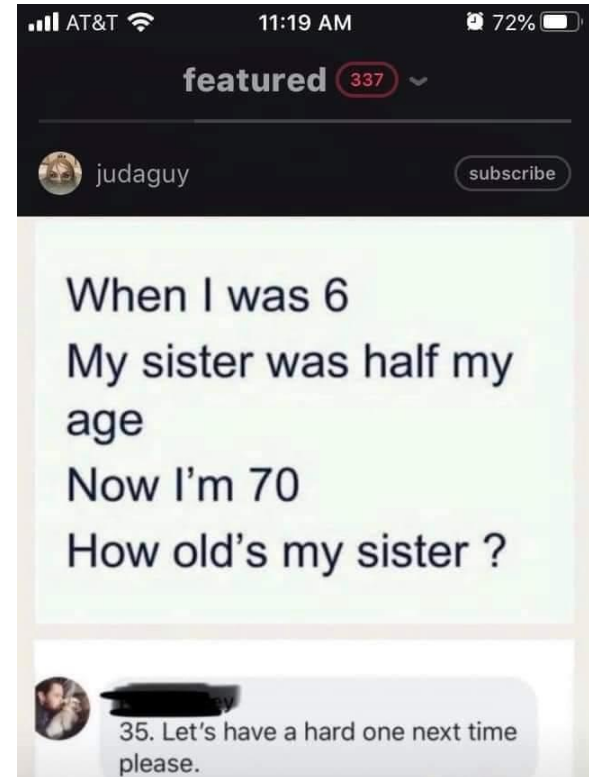 AT&T 11:19 AM 72%
featured 337
judaguy subscribe
When I was 6
My sister was half my
age
Now I'm 70
How old's my sister ?
35. Let's have a hard one next time
please.